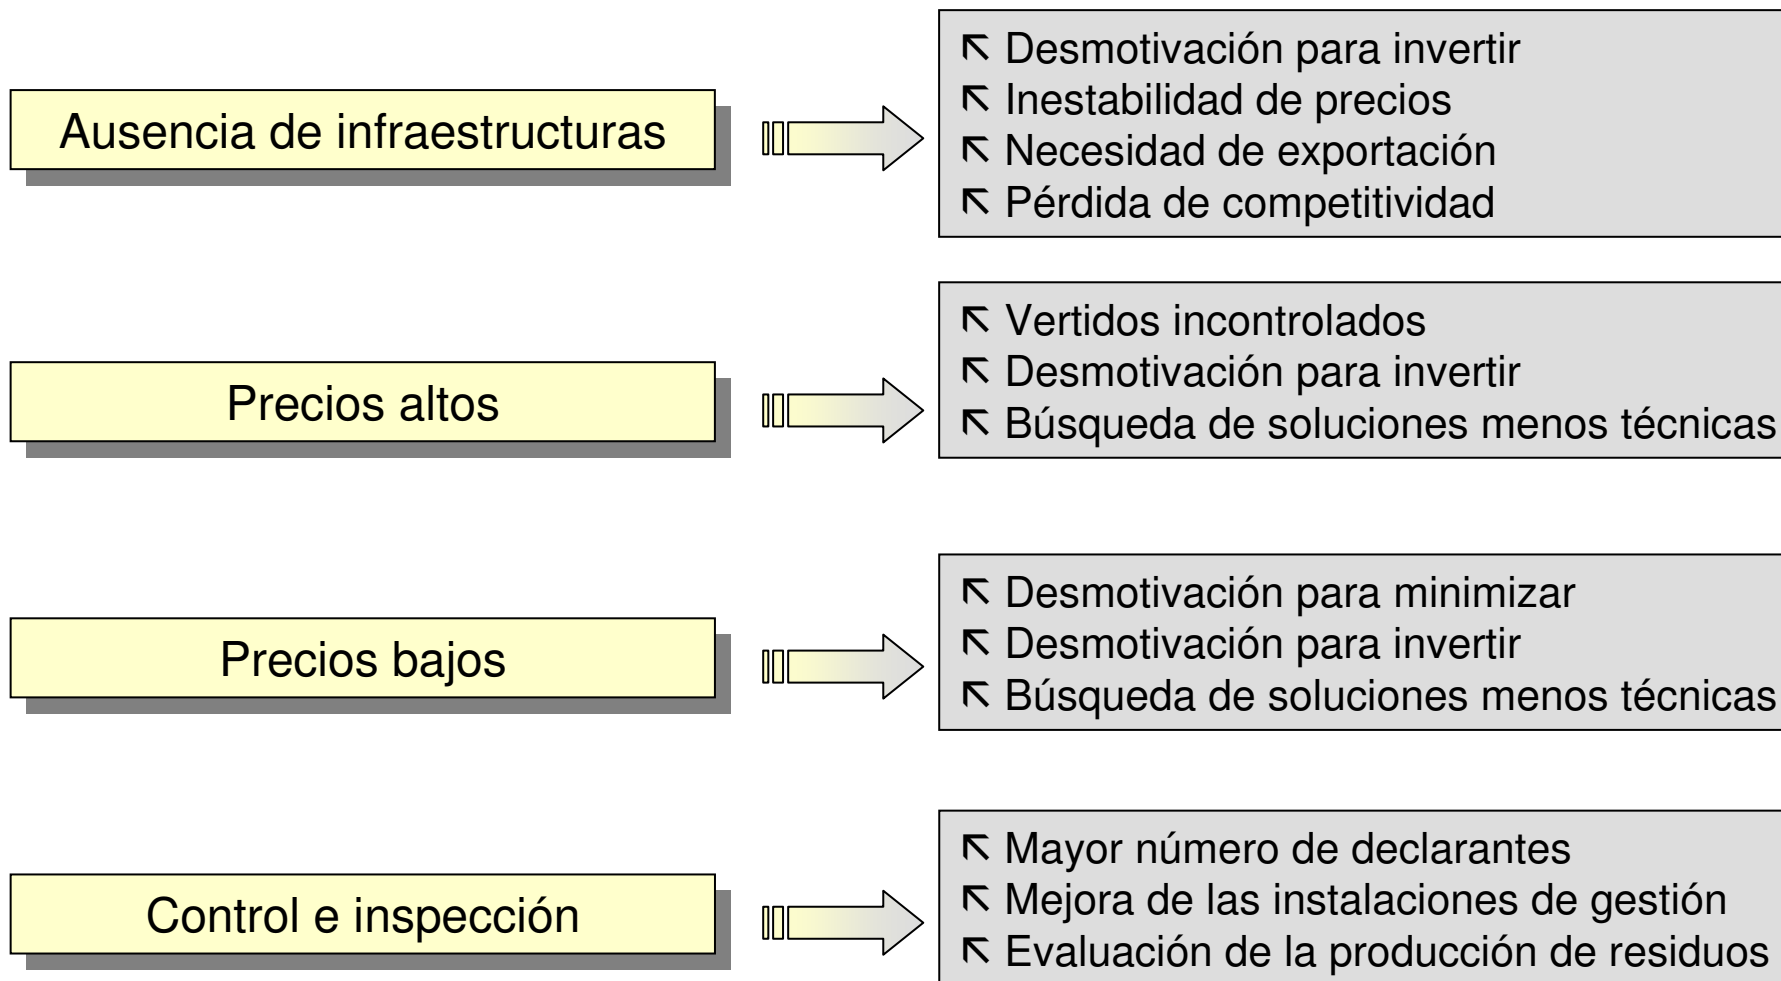 Ausencia de infraestructuras
↖ Desmotivación para invertir
↖ Inestabilidad de precios
↖ Necesidad de exportación
↖ Pérdida de competitividad
Precios altos
↖ Vertidos incontrolados
↖ Desmotivación para invertir
↖ Búsqueda de soluciones menos técnicas
Precios bajos
↖ Desmotivación para minimizar
↖ Desmotivación para invertir
↖ Búsqueda de soluciones menos técnicas
Control e inspección
↖ Mayor número de declarantes
↖ Mejora de las instalaciones de gestión
↖ Evaluación de la producción de residuos